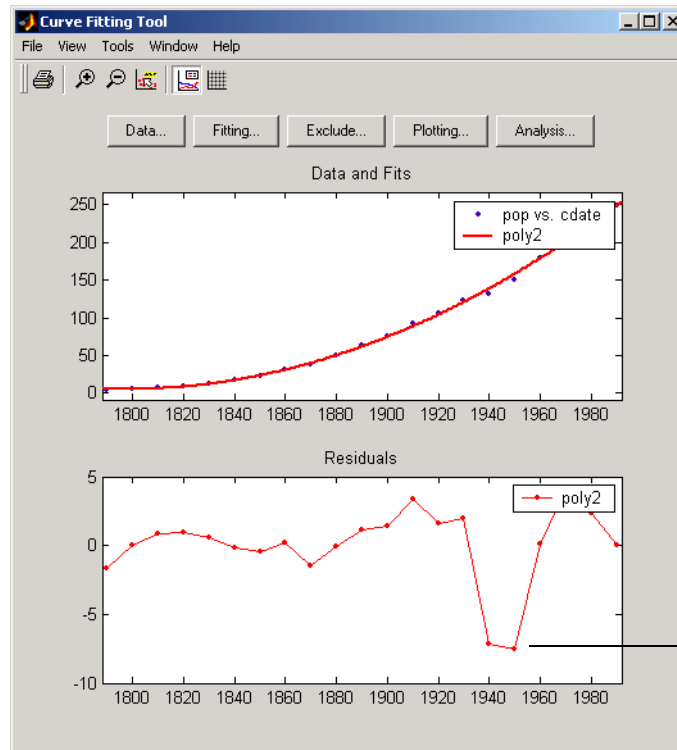 Curve Fitting Tool
File View Tools Window Help
Data... Fitting... Exclude... Plotting... Analysis...
Data and Fits
250
200
150
100
50
0
pop vs. cdate
poly2
1800 1820 1840 1860 1880 1900 1920 1940 1960 1980
Residuals
5
0
-5
-10
poly2
1800 1820 1840 1860 1880 1900 1920 1940 1960 1980